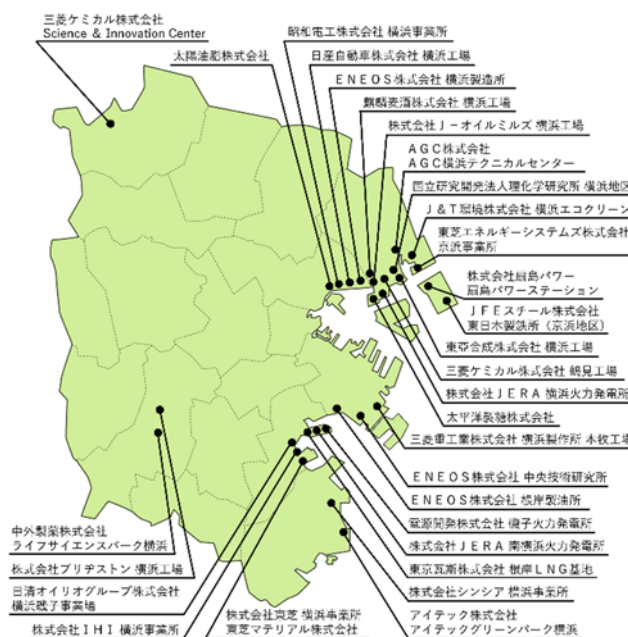 三菱ケミカル株式会社
Science & Innovation Center
昭和電工株式会社 横浜事業所
太陽油脂株式会社
日産自動車株式会社 横浜工場
ENEOS株式会社 横浜製造所
麒麟麦酒株式会社 横浜工場
株式会社J-オイルミルズ 横浜工場
AGC株式会社
AGC横浜テクニカルセンター
国立研究開発法人理化学研究所 横浜地区
J&T環境株式会社 横浜エコクリーン
東芝エネルギーシステムズ株式会社
京浜事業所
株式会社扇島パワー
扇島パワーステーション
JFEスチール株式会社
東日本製鉄所(京浜地区)
東亞合成株式会社 横浜工場
三菱ケミカル株式会社 鶴見工場
株式会社JERA 横浜火力発電所
太平洋製糖株式会社
三菱重工業株式会社 横浜製作所 本牧工場
ENEOS株式会社 中央技術研究所
ENEOS株式会社 根岸製油所
電源開発株式会社 磯子火力発電所
株式会社JERA 南横浜火力発電所
東京瓦斯株式会社 根岸LNG基地
株式会社シンシア 横浜事業所
アイテック株式会社
アイテックグリーンパーク横浜
中外製薬株式会社
ライフサイエンスパーク横浜
株式会社ブリヂストン 横浜工場
日清オイリオグループ株式会社
横浜磯子事業場
株式会社IHI 横浜事業所
株式会社東芝 横浜事業所
東芝マテリアル株式会社